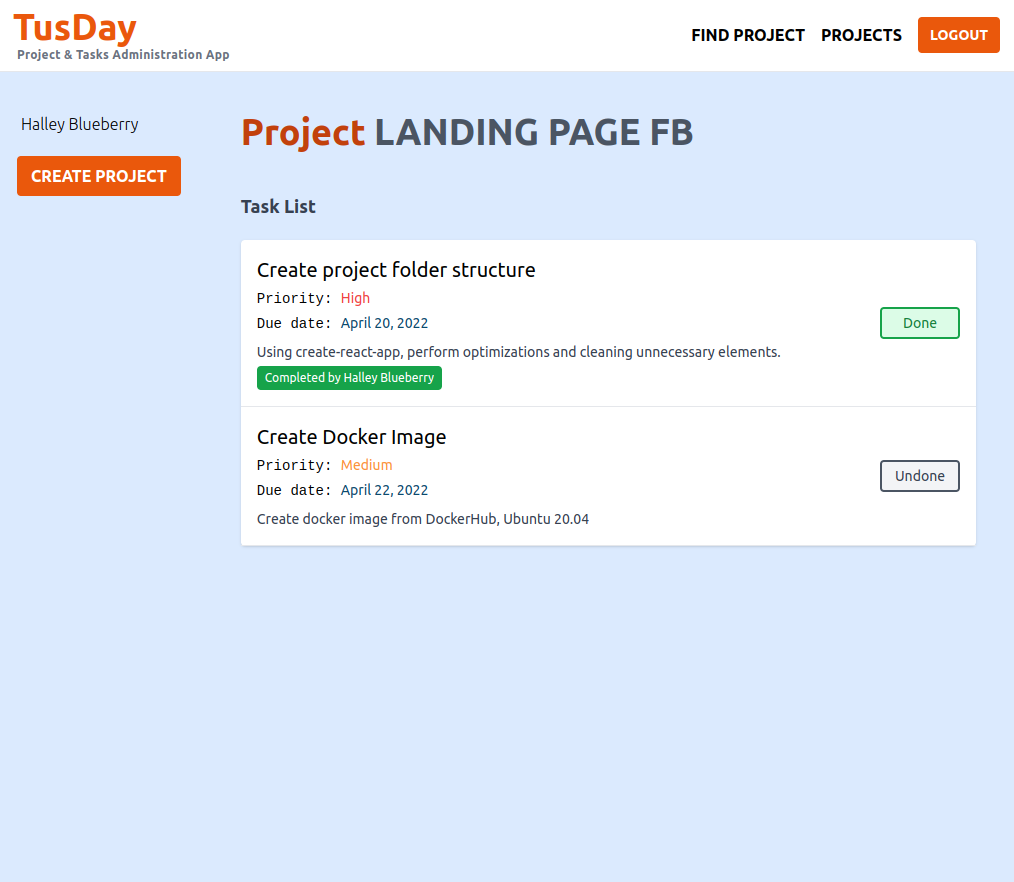 TusDay
Project & Tasks Administration App
FIND PROJECT PROJECTS LOGOUT
Halley Blueberry
CREATE PROJECT
Project LANDING PAGE FB
Task List
Create project folder structure
Priority: High
Due date: April 20, 2022
Using create-react-app, perform optimizations and cleaning unnecessary elements.
Completed by Halley Blueberry
Done
Create Docker Image
Priority: Medium
Due date: April 22, 2022
Create docker image from DockerHub, Ubuntu 20.04
Undone